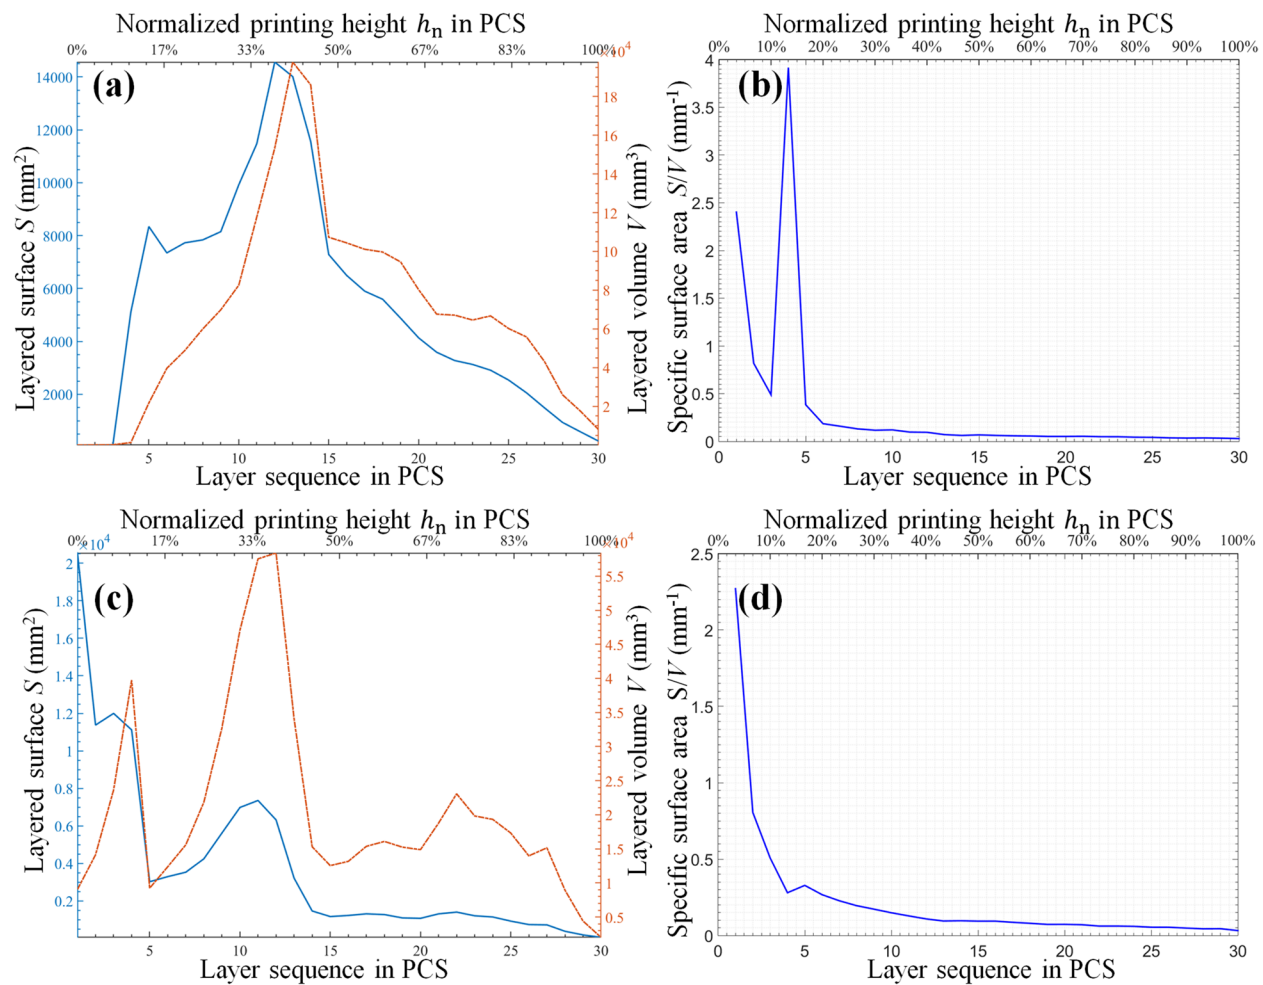 Normalized printing height hn in PCS
0% 17% 33% 50% 67% 83% 100% ×10⁴
(a)
Layered surface S (mm²)
14000
12000
10000
8000
6000
4000
2000
18
16
14
12
10
8
6
4
2
Layered volume V (mm³)
5 10 15 20 25 30
Layer sequence in PCS
Normalized printing height hn in PCS
0% 10% 20% 30% 40% 50% 60% 70% 80% 90% 100%
(b)
Specific surface area S/V (mm⁻¹)
4
3.5
3
2.5
2
1.5
1
0.5
0
0 5 10 15 20 25 30
Layer sequence in PCS
Normalized printing height hn in PCS
×10⁴ 0% 17% 33% 50% 67% 83% 100% ×10⁴
(c)
Layered surface S (mm²)
2
1.8
1.6
1.4
1.2
1
0.8
0.6
0.4
0.2
5.5
5
4.5
4
3.5
3
2.5
2
1.5
1
0.5
Layered volume V (mm³)
5 10 15 20 25 30
Layer sequence in PCS
Normalized printing height hn in PCS
0% 10% 20% 30% 40% 50% 60% 70% 80% 90% 100%
(d)
Specific surface area S/V (mm⁻¹)
2.5
2
1.5
1
0.5
0
0 5 10 15 20 25 30
Layer sequence in PCS